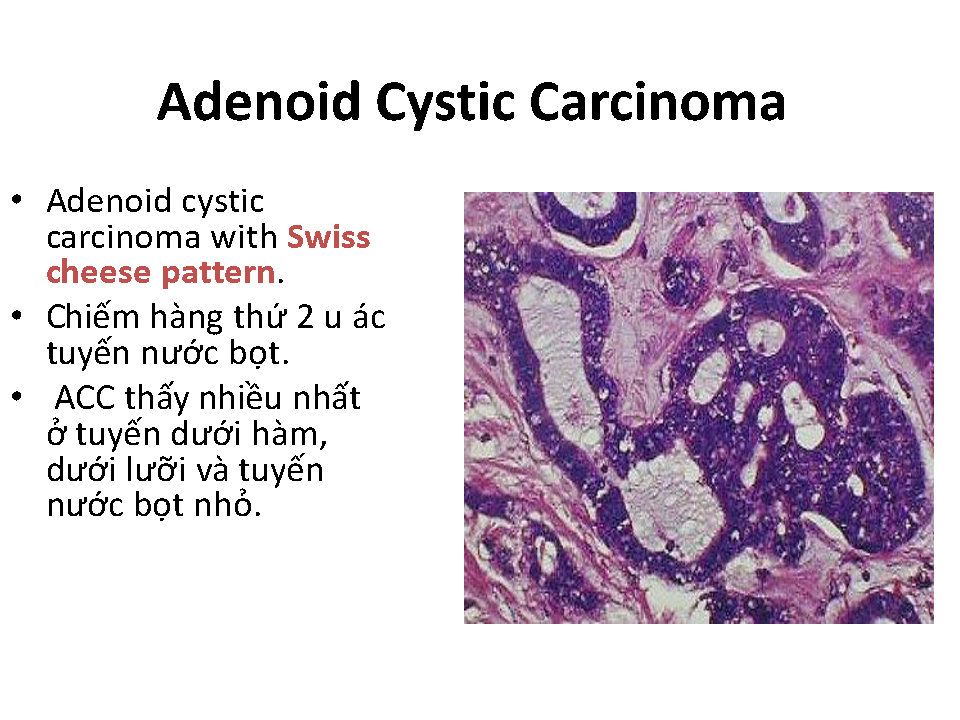 Adenoid Cystic Carcinoma
• Adenoid cystic
carcinoma with Swiss
cheese pattern.
• Chiếm hàng thứ 2 u ác
tuyến nước bọt.
• ACC thấy nhiều nhất
ở tuyến dưới hàm,
dưới lưỡi và tuyến
nước bọt nhỏ.